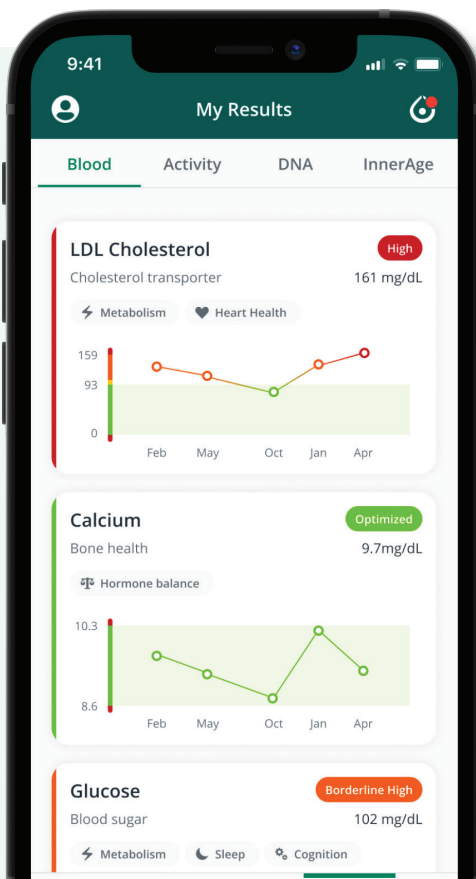 9:41
My Results
Blood Activity DNA InnerAge
LDL Cholesterol High
Cholesterol transporter 161 mg/dL
Metabolism Heart Health
159
93
0
Feb May Oct Jan Apr
Calcium Optimized
Bone health 9.7mg/dL
Hormone balance
10.3
8.6
Feb May Oct Jan Apr
Glucose Borderline High
Blood sugar 102 mg/dL
Metabolism Sleep Cognition